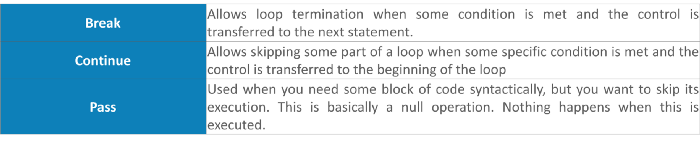 Break
Allows loop termination when some condition is met and the control is
transferred to the next statement.
Continue
Allows skipping some part of a loop when some specific condition is met and the
control is transferred to the beginning of the loop
Pass
Used when you need some block of code syntactically, but you want to skip its
execution. This is basically a null operation. Nothing happens when this is
executed.